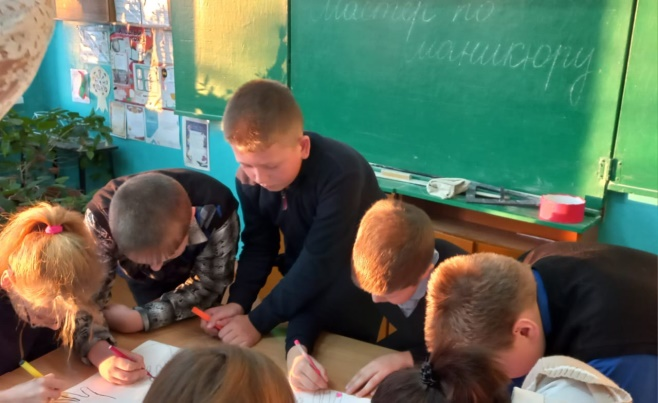 Мастер по
маникюру